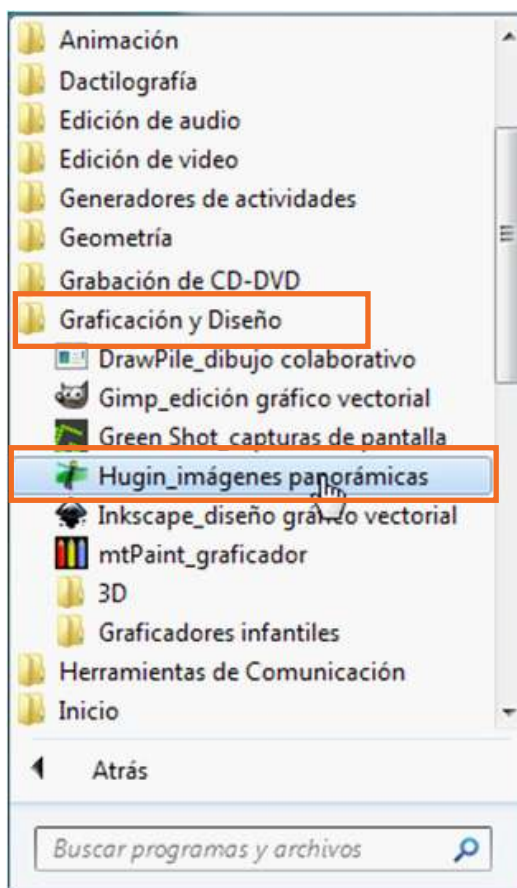 Animación
Dactilografía
Edición de audio
Edición de video
Generadores de actividades
Geometría
Grabación de CD-DVD
Graficación y Diseño
DrawPile_dibujo colaborativo
Gimp_edición gráfico vectorial
Green Shot_capturas de pantalla
Hugin_imágenes panorámicas
Inkscape_diseño gráfico vectorial
mtPaint_graficador
3D
Graficadores infantiles
Herramientas de Comunicación
Inicio
Atrás
Buscar programas y archivos